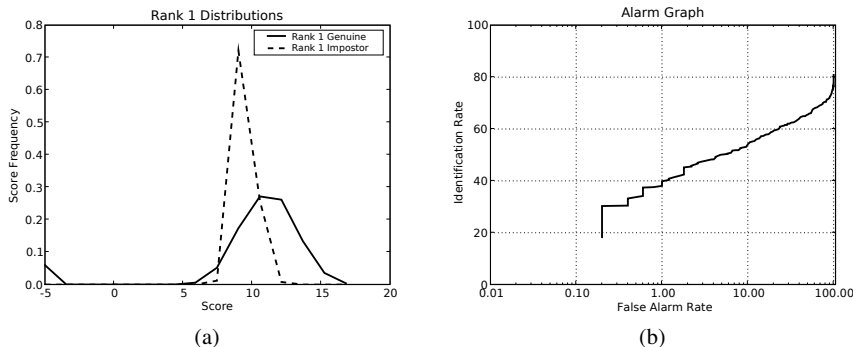 Rank 1 Distributions
Rank 1 Genuine
Rank 1 Impostor
0.8
0.7
0.6
0.5
0.4
0.3
0.2
0.1
0.0
Score Frequency
-5
0
5
10
15
20
Score
(a)
Alarm Graph
100
80
60
40
20
0
Identification Rate
0.01
0.10
1.00
10.00
100.00
False Alarm Rate
(b)